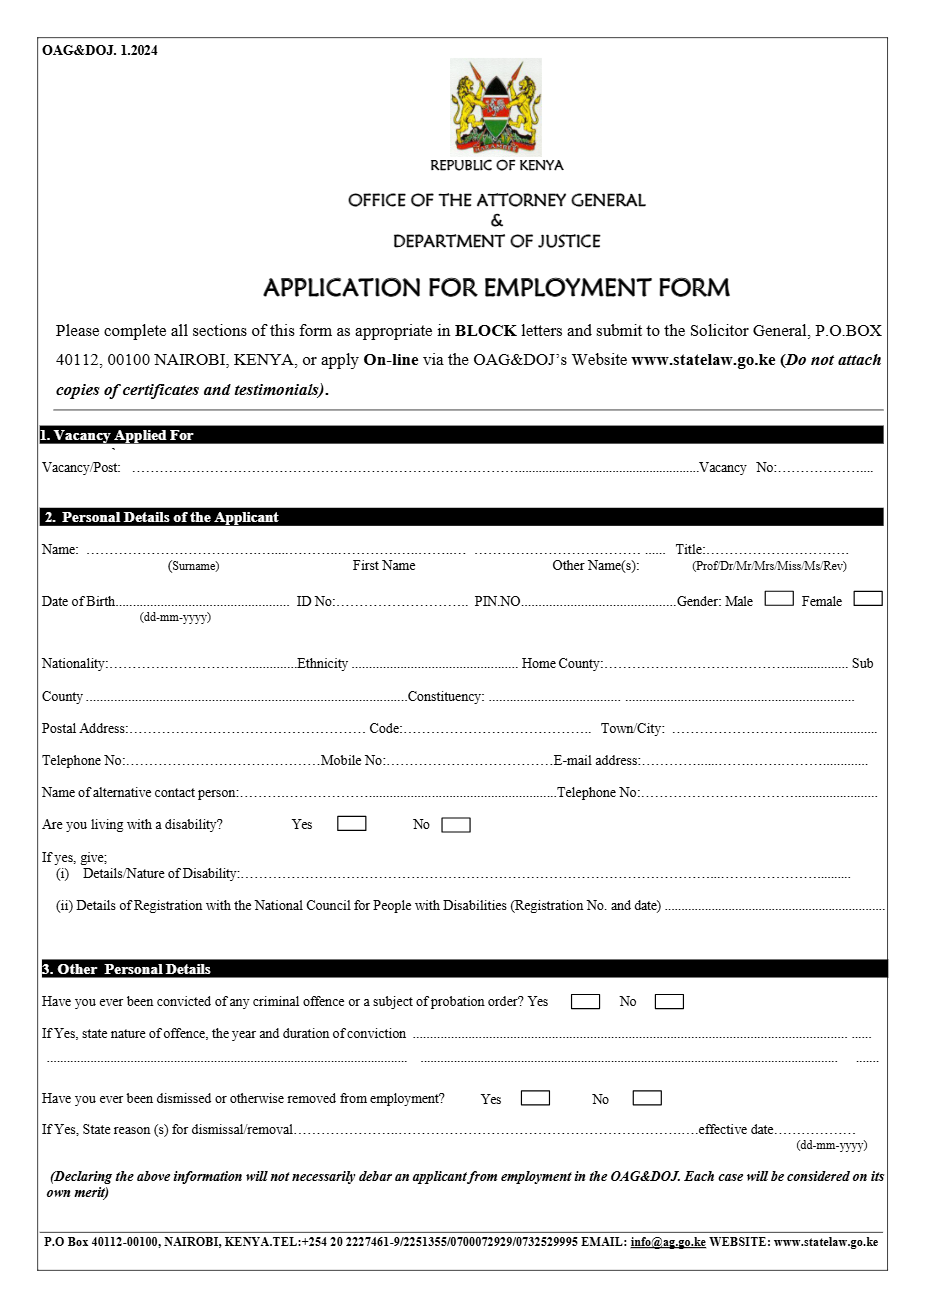 OAG&DOJ. 1.2024
REPUBLIC OF KENYA
OFFICE OF THE ATTORNEY GENERAL
&
DEPARTMENT OF JUSTICE
APPLICATION FOR EMPLOYMENT FORM
Please complete all sections of this form as appropriate in BLOCK letters and submit to the Solicitor General, P.O.BOX
40112, 00100 NAIROBI, KENYA, or apply On-line via the OAG&DOJ's Website www.statelaw.go.ke (Do not attach
copies of certificates and testimonials).
1. Vacancy Applied For
Vacancy/Post: ........................................Vacancy No:....................
2. Personal Details of the Applicant
Name: ........................................ ........................................ ...... Title:..............................
(Surname) First Name Other Name(s): (Prof/Dr/Mr/Mrs/Miss/Ms/Rev)
Date of Birth.............................. ID No:.............................. PIN.NO..............................Gender: Male Female
(dd-mm-yyyy)
Nationality:..............................Ethnicity .............................. Home County:.............................. Sub
County ........................................Constituency: .............................. ..............................
Postal Address:.............................. Code:.............................. Town/City: ..............................
Telephone No:..............................Mobile No:..............................E-mail address:..............................
Name of alternative contact person:........................................Telephone No:..............................
Are you living with a disability? Yes No
If yes, give;
(i) Details/Nature of Disability:........................................
(ii) Details of Registration with the National Council for People with Disabilities (Registration No. and date) ..............................
3. Other Personal Details
Have you ever been convicted of any criminal offence or a subject of probation order? Yes No
If Yes, state nature of offence, the year and duration of conviction ........................................ ......
........................................ ........................................ .......
Have you ever been dismissed or otherwise removed from employment? Yes No
If Yes, State reason (s) for dismissal/removal........................................effective date....................
(dd-mm-yyyy)
(Declaring the above information will not necessarily debar an applicant from employment in the OAG&DOJ. Each case will be considered on its
own merit)
P.O Box 40112-00100, NAIROBI, KENYA.TEL:+254 20 2227461-9/2251355/0700072929/0732529995 EMAIL: info@ag.go.ke WEBSITE: www.statelaw.go.ke